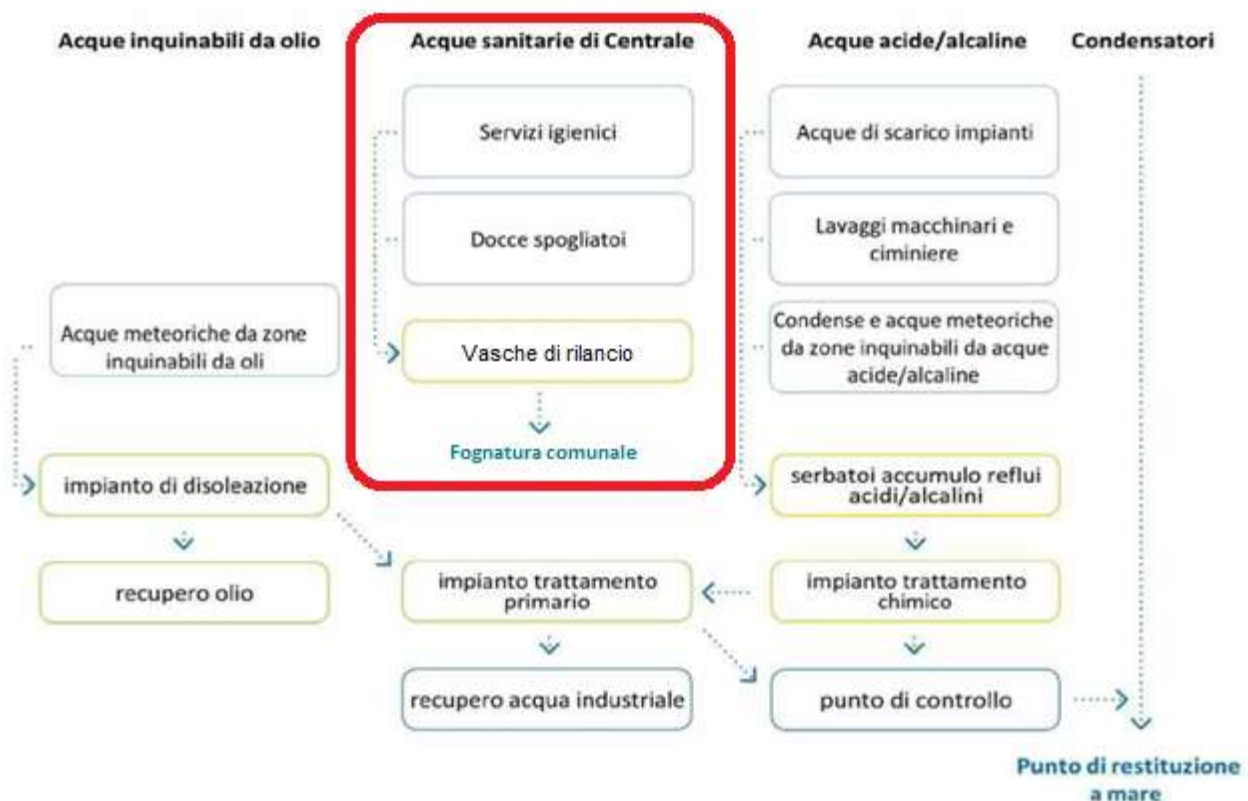 Acque inquinabili da olio
Acque sanitarie di Centrale
Acque acide/alcaline
Condensatori
Servizi igienici
Acque di scarico impianti
Docce spogliatoi
Lavaggi macchinari e
ciminiere
Acque meteoriche da zone
inquinabili da oli
Vasche di rilancio
Condense e acque meteoriche
da zone inquinabili da acque
acide/alcaline
Fognatura comunale
impianto di disoleazione
serbatoi accumulo reflui
acidi/alcalini
recupero olio
impianto trattamento
primario
impianto trattamento
chimico
recupero acqua industriale
punto di controllo
Punto di restituzione
a mare